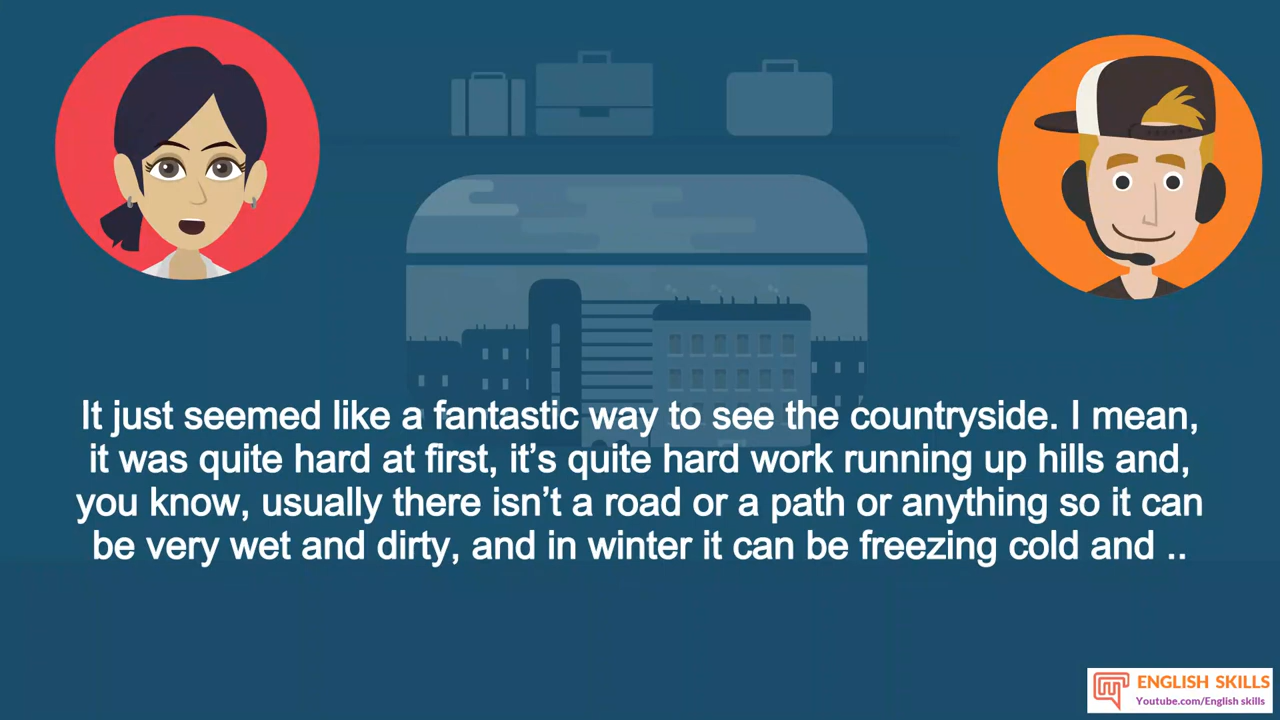 It just seemed like a fantastic way to see the countryside. I mean,
it was quite hard at first, it’s quite hard work running up hills and,
you know, usually there isn’t a road or a path or anything so it can
be very wet and dirty, and in winter it can be freezing cold and ..
ENGLISH SKILLS
Youtube.com/English skills